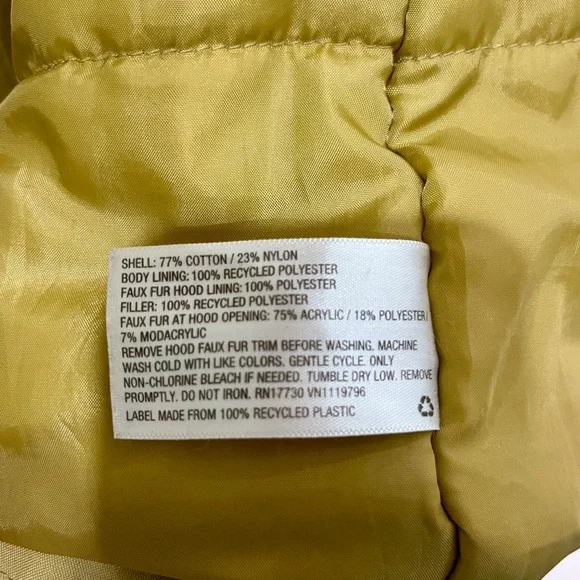 SHELL: 77% COTTON / 23% NYLON
BODY LINING: 100% RECYCLED POLYESTER
FAUX FUR HOOD LINING: 100% POLYESTER
FILLER: 100% RECYCLED POLYESTER
FAUX FUR AT HOOD OPENING: 75% ACRYLIC / 18% POLYESTER /
7% MODACRYLIC
REMOVE HOOD FAUX FUR TRIM BEFORE WASHING. MACHINE
WASH COLD WITH LIKE COLORS. GENTLE CYCLE. ONLY
NON-CHLORINE BLEACH IF NEEDED. TUMBLE DRY LOW. REMOVE
PROMPTLY. DO NOT IRON. RN17730 VN1119796
LABEL MADE FROM 100% RECYCLED PLASTIC